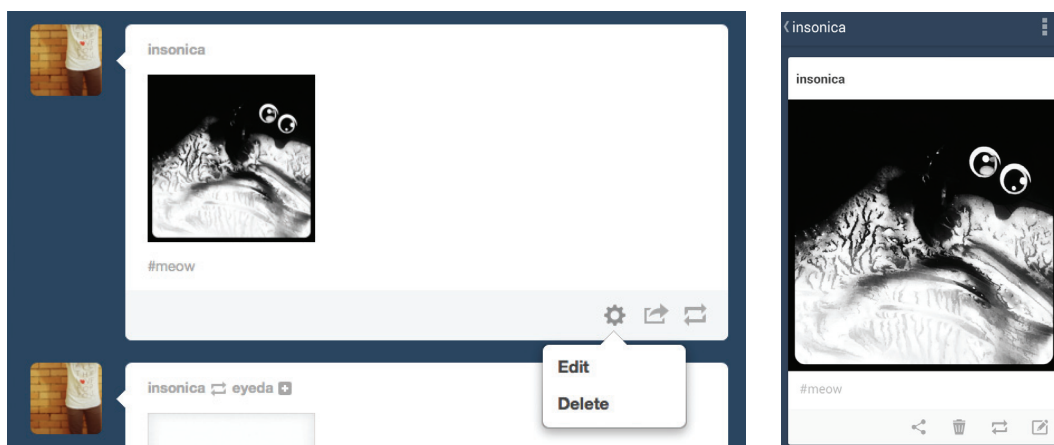 insonica
#meow
Edit
Delete
insonica eyeda
insonica
insonica
#meow